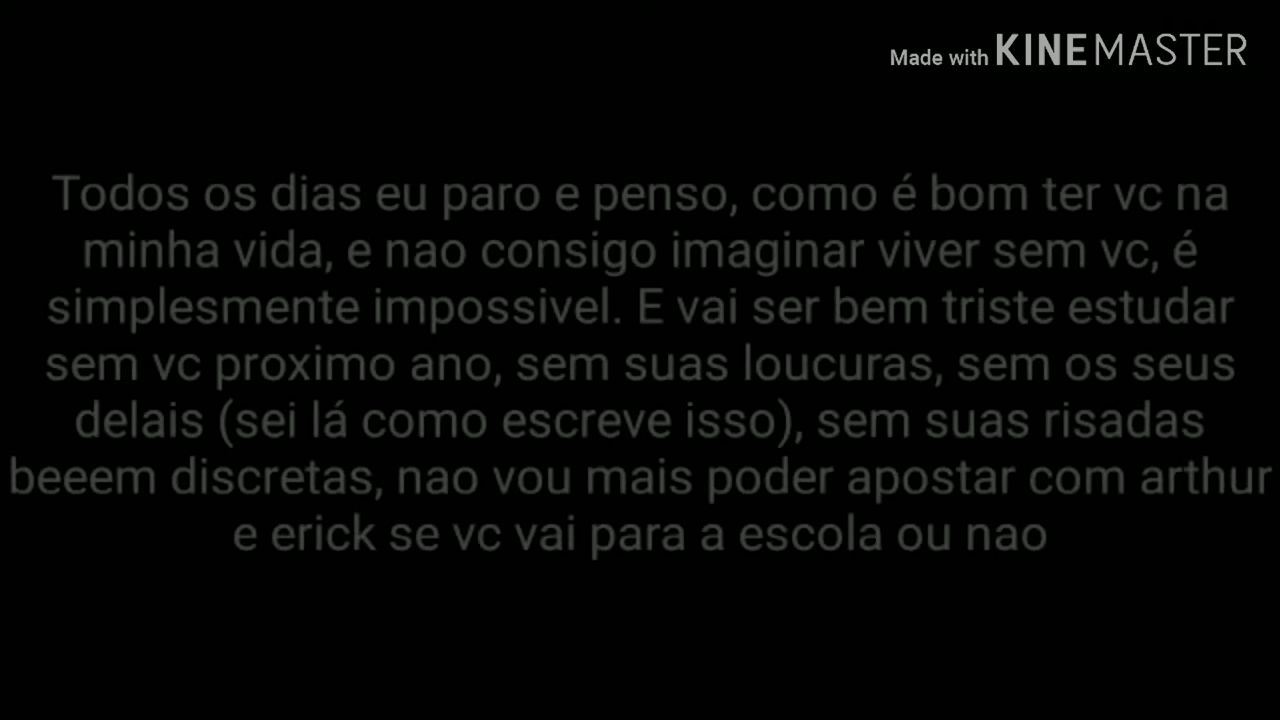 Made with KINEMASTER
Todos os dias eu paro e penso, como é bom ter vc na
minha vida, e nao consigo imaginar viver sem vc, é
simplesmente impossivel. E vai ser bem triste estudar
sem vc proximo ano, sem suas loucuras, sem os seus
delais (sei lá como escreve isso), sem suas risadas
beeem discretas, nao vou mais poder apostar com arthur
e erick se vc vai para a escola ou nao